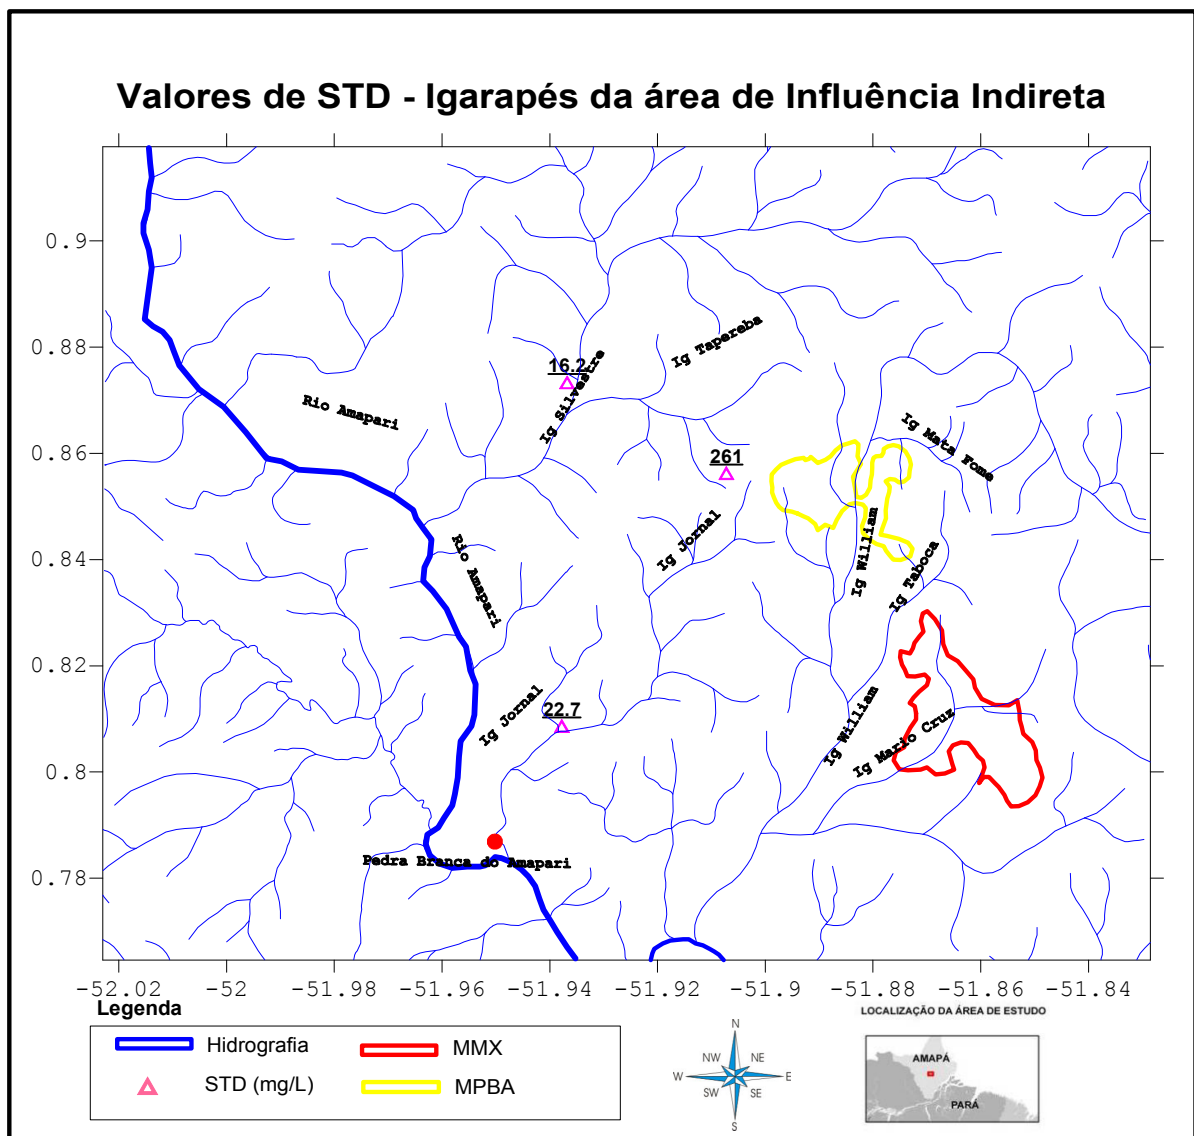 Valores de STD - Igarapés da área de Influência Indireta
0.9
0.88
0.86
0.84
0.82
0.8
0.78
Ig Tapereba
16.2
Ig Silvestre
Rio Amapari
Ig Mata Fome
261
Ig Jornal
Rio Amapari
Ig William
Ig Taboca
Ig Jornal
22.7
Ig William
Ig Mario Cruz
Pedra Branca do Amapari
-52.02 -52 -51.98 -51.96 -51.94 -51.92 -51.9 -51.88 -51.86 -51.84
Legenda
Hidrografia
MMX
STD (mg/L)
MPBA
N
NW NE
W E
SW SE
S
LOCALIZAÇÃO DA ÁREA DE ESTUDO
AMAPÁ
PARÁ